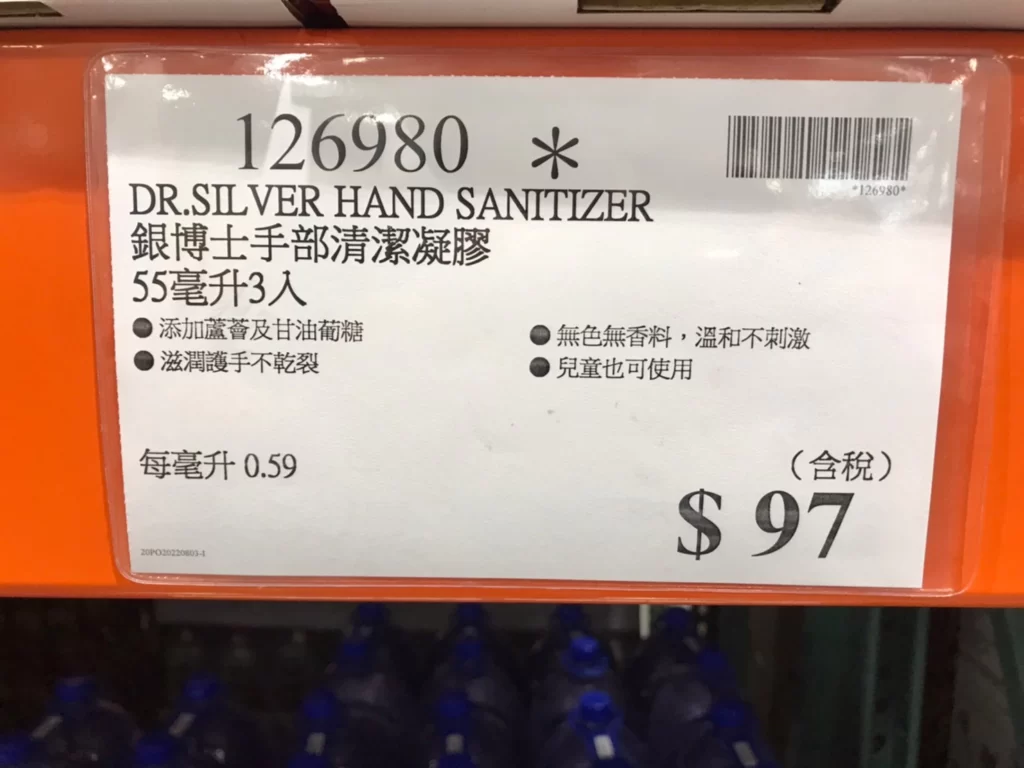 126980 *
*126980*
DR.SILVER HAND SANITIZER
銀博士手部清潔凝膠
55毫升3入
●添加蘆薈及甘油葡糖
●滋潤護手不乾裂
●無色無香料，溫和不刺激
●兒童也可使用
每毫升 0.59
（含稅）
$ 97
20PO20220803-1